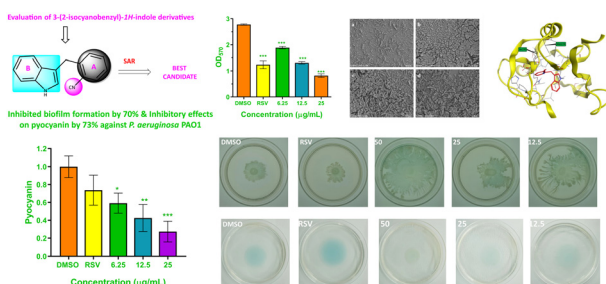 Evaluation of 3-(2-isocyanobenzyl)-1H-indole derivatives
B
A
N
H
CN
SAR
BEST
CANDIDATE
Inhibited biofilm formation by 70% & Inhibitory effects
on pyocyanin by 73% against P. aeruginosa PAO1
OD570
3
2
1
0
***
***
***
***
DMSO RSV 6.25 12.5 25
Concentration (μg/mL)
a
b
Pyocyanin
1.2
1.0
0.8
0.6
0.4
0.2
0.0
*
**
***
DMSO RSV 6.25 12.5 25
Concentration (μg/mL)
DMSO RSV 50 25 12.5
DMSO RSV 50 25 12.5